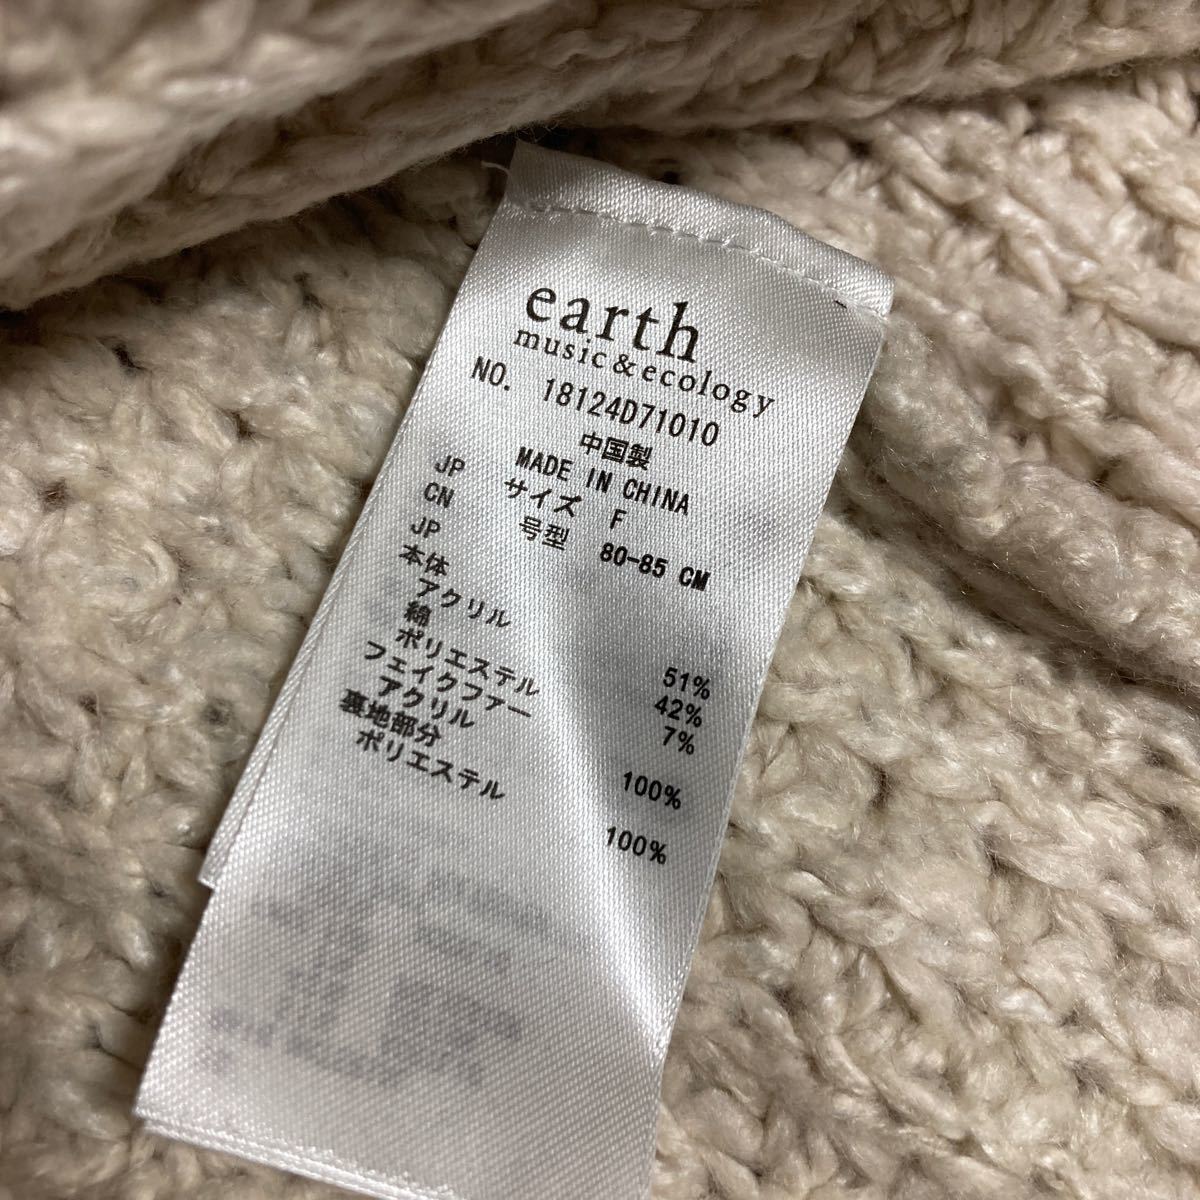 earth
music&ecology
NO. 18124D71010
中国製
MADE IN CHINA
JP サイズ F
CN 号型 80-85 CM
JP
本体
アクリル 51%
綿 42%
ポリエステル 7%
フェイクファー
アクリル 100%
裏地部分
ポリエステル 100%